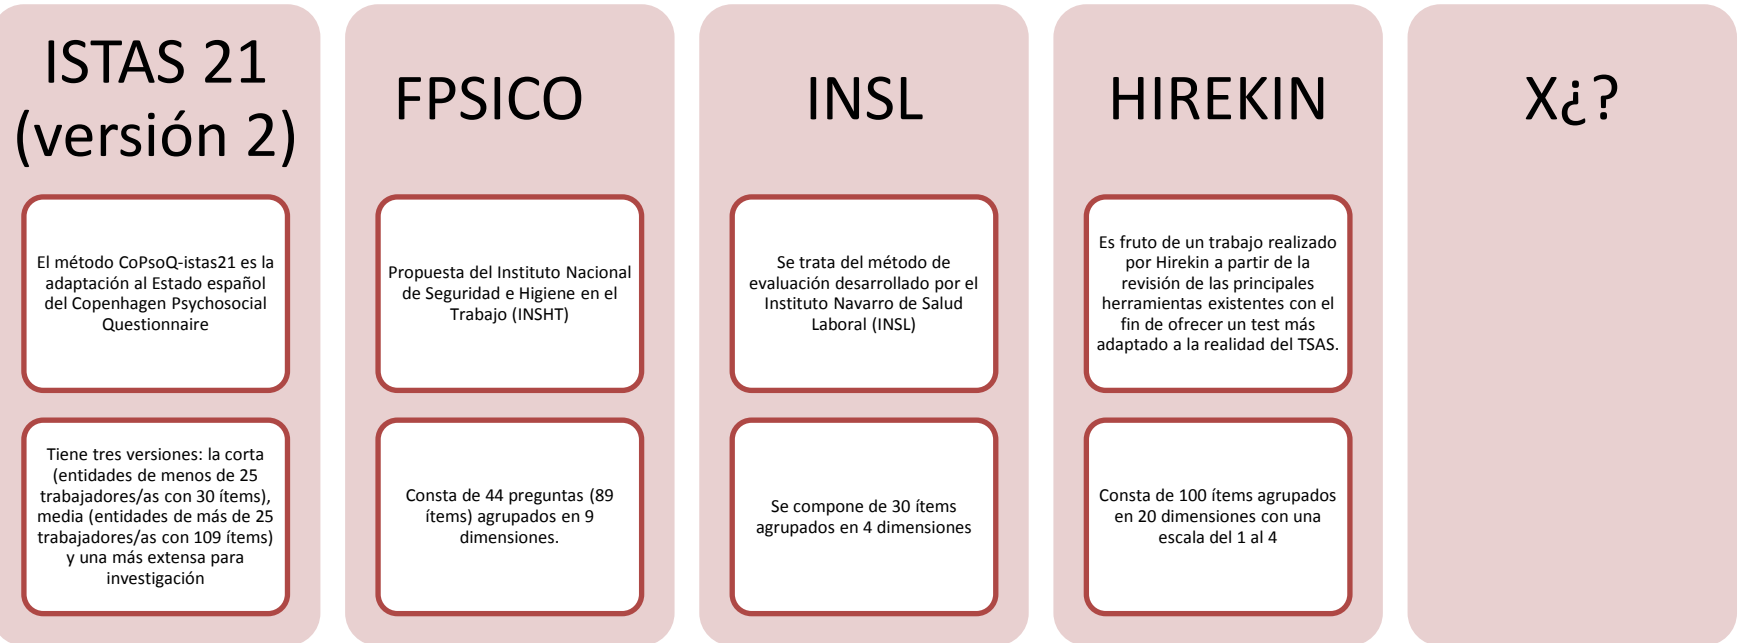 ISTAS 21
(versión 2)
El método CoPsoQ-istas21 es la
adaptación al Estado español
del Copenhagen Psychosocial
Questionnaire
Tiene tres versiones: la corta
(entidades de menos de 25
trabajadores/as con 30 ítems),
media (entidades de más de 25
trabajadores/as con 109 ítems)
y una más extensa para
investigación
FPSICO
Propuesta del Instituto Nacional
de Seguridad e Higiene en el
Trabajo (INSHT)
Consta de 44 preguntas (89
ítems) agrupados en 9
dimensiones.
INSL
Se trata del método de
evaluación desarrollado por el
Instituto Navarro de Salud
Laboral (INSL)
Se compone de 30 ítems
agrupados en 4 dimensiones
HIREKIN
Es fruto de un trabajo realizado
por Hirekin a partir de la
revisión de las principales
herramientas existentes con el
fin de ofrecer un test más
adaptado a la realidad del TSAS.
Consta de 100 ítems agrupados
en 20 dimensiones con una
escala del 1 al 4
X¿?